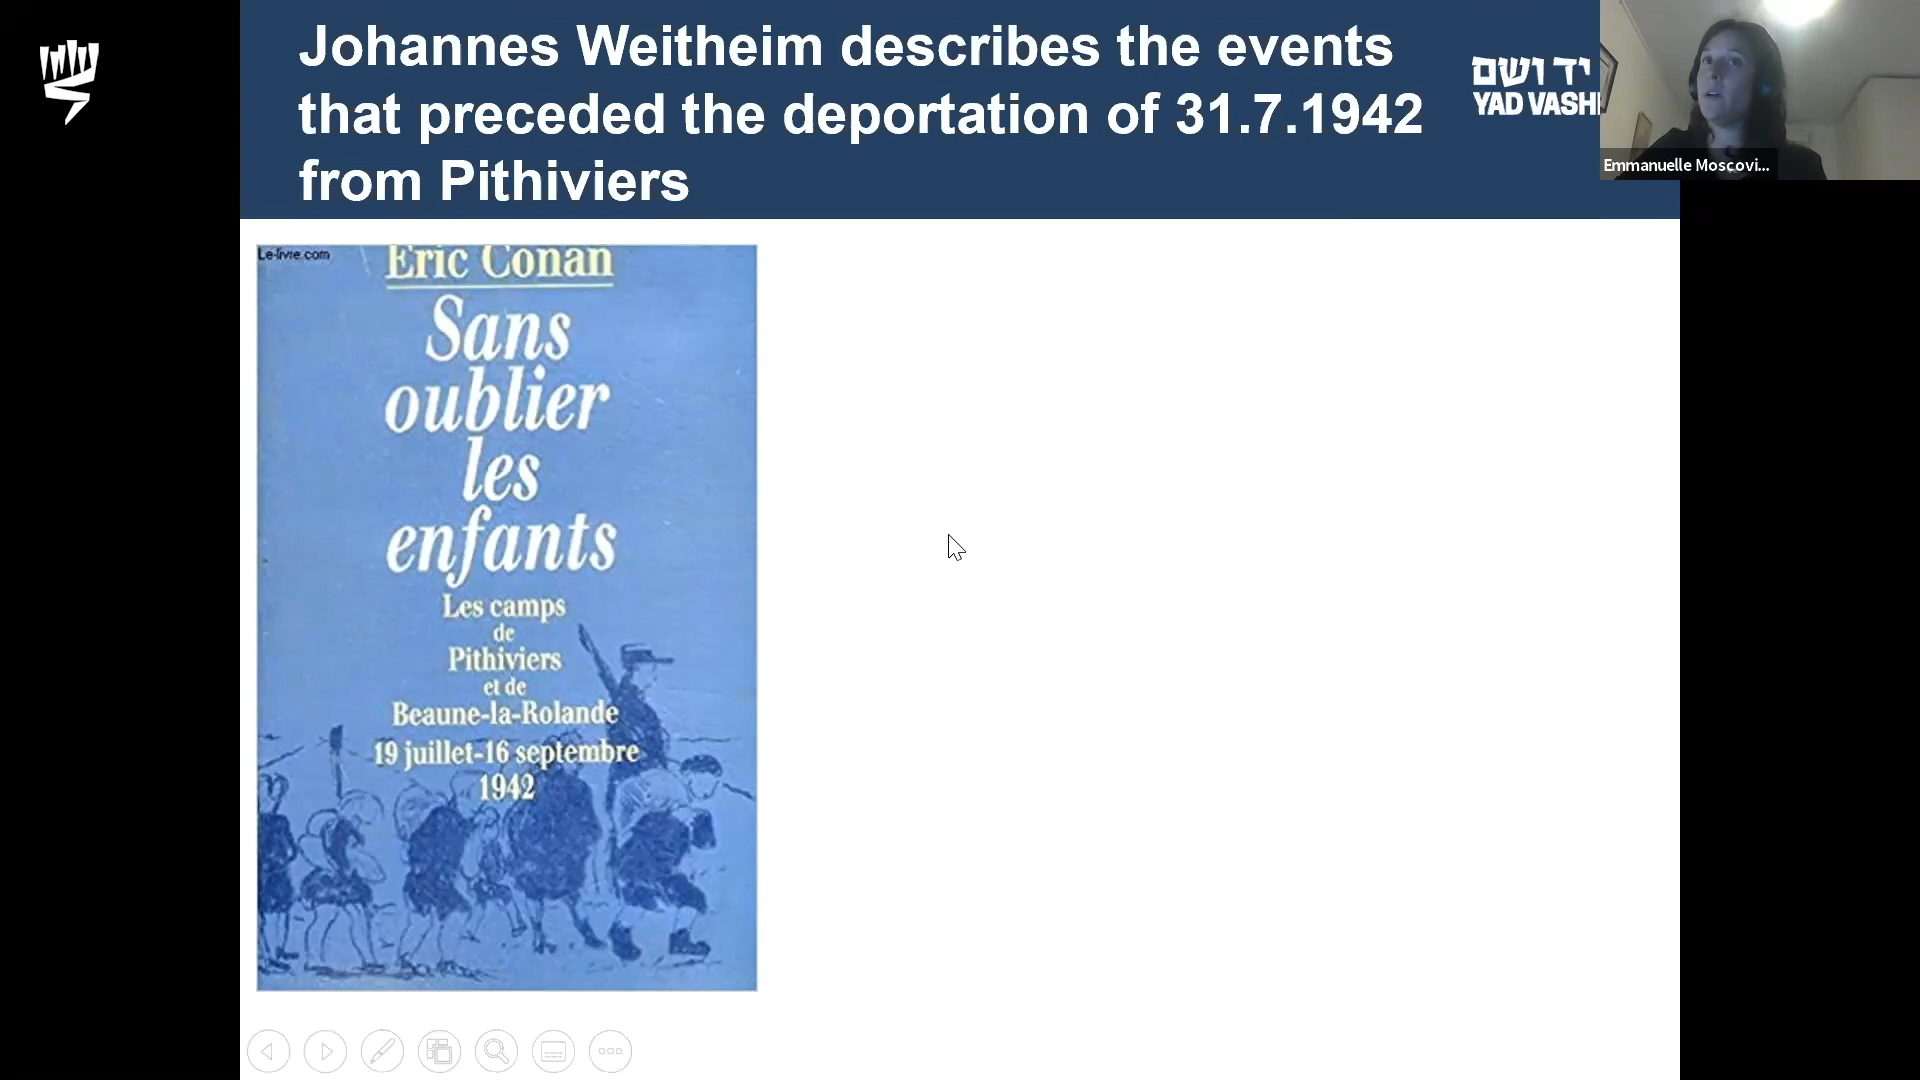 Johannes Weitheim describes the events
that preceded the deportation of 31.7.1942
from Pithiviers
יד ושם
YAD VASH
Emmanuelle Moscovi...
Le-livre.com
Eric Conan
Sans
oublier
les
enfants
Les camps
de
Pithiviers
et de
Beaune-la-Rolande
19 juillet-16 septembre
1942